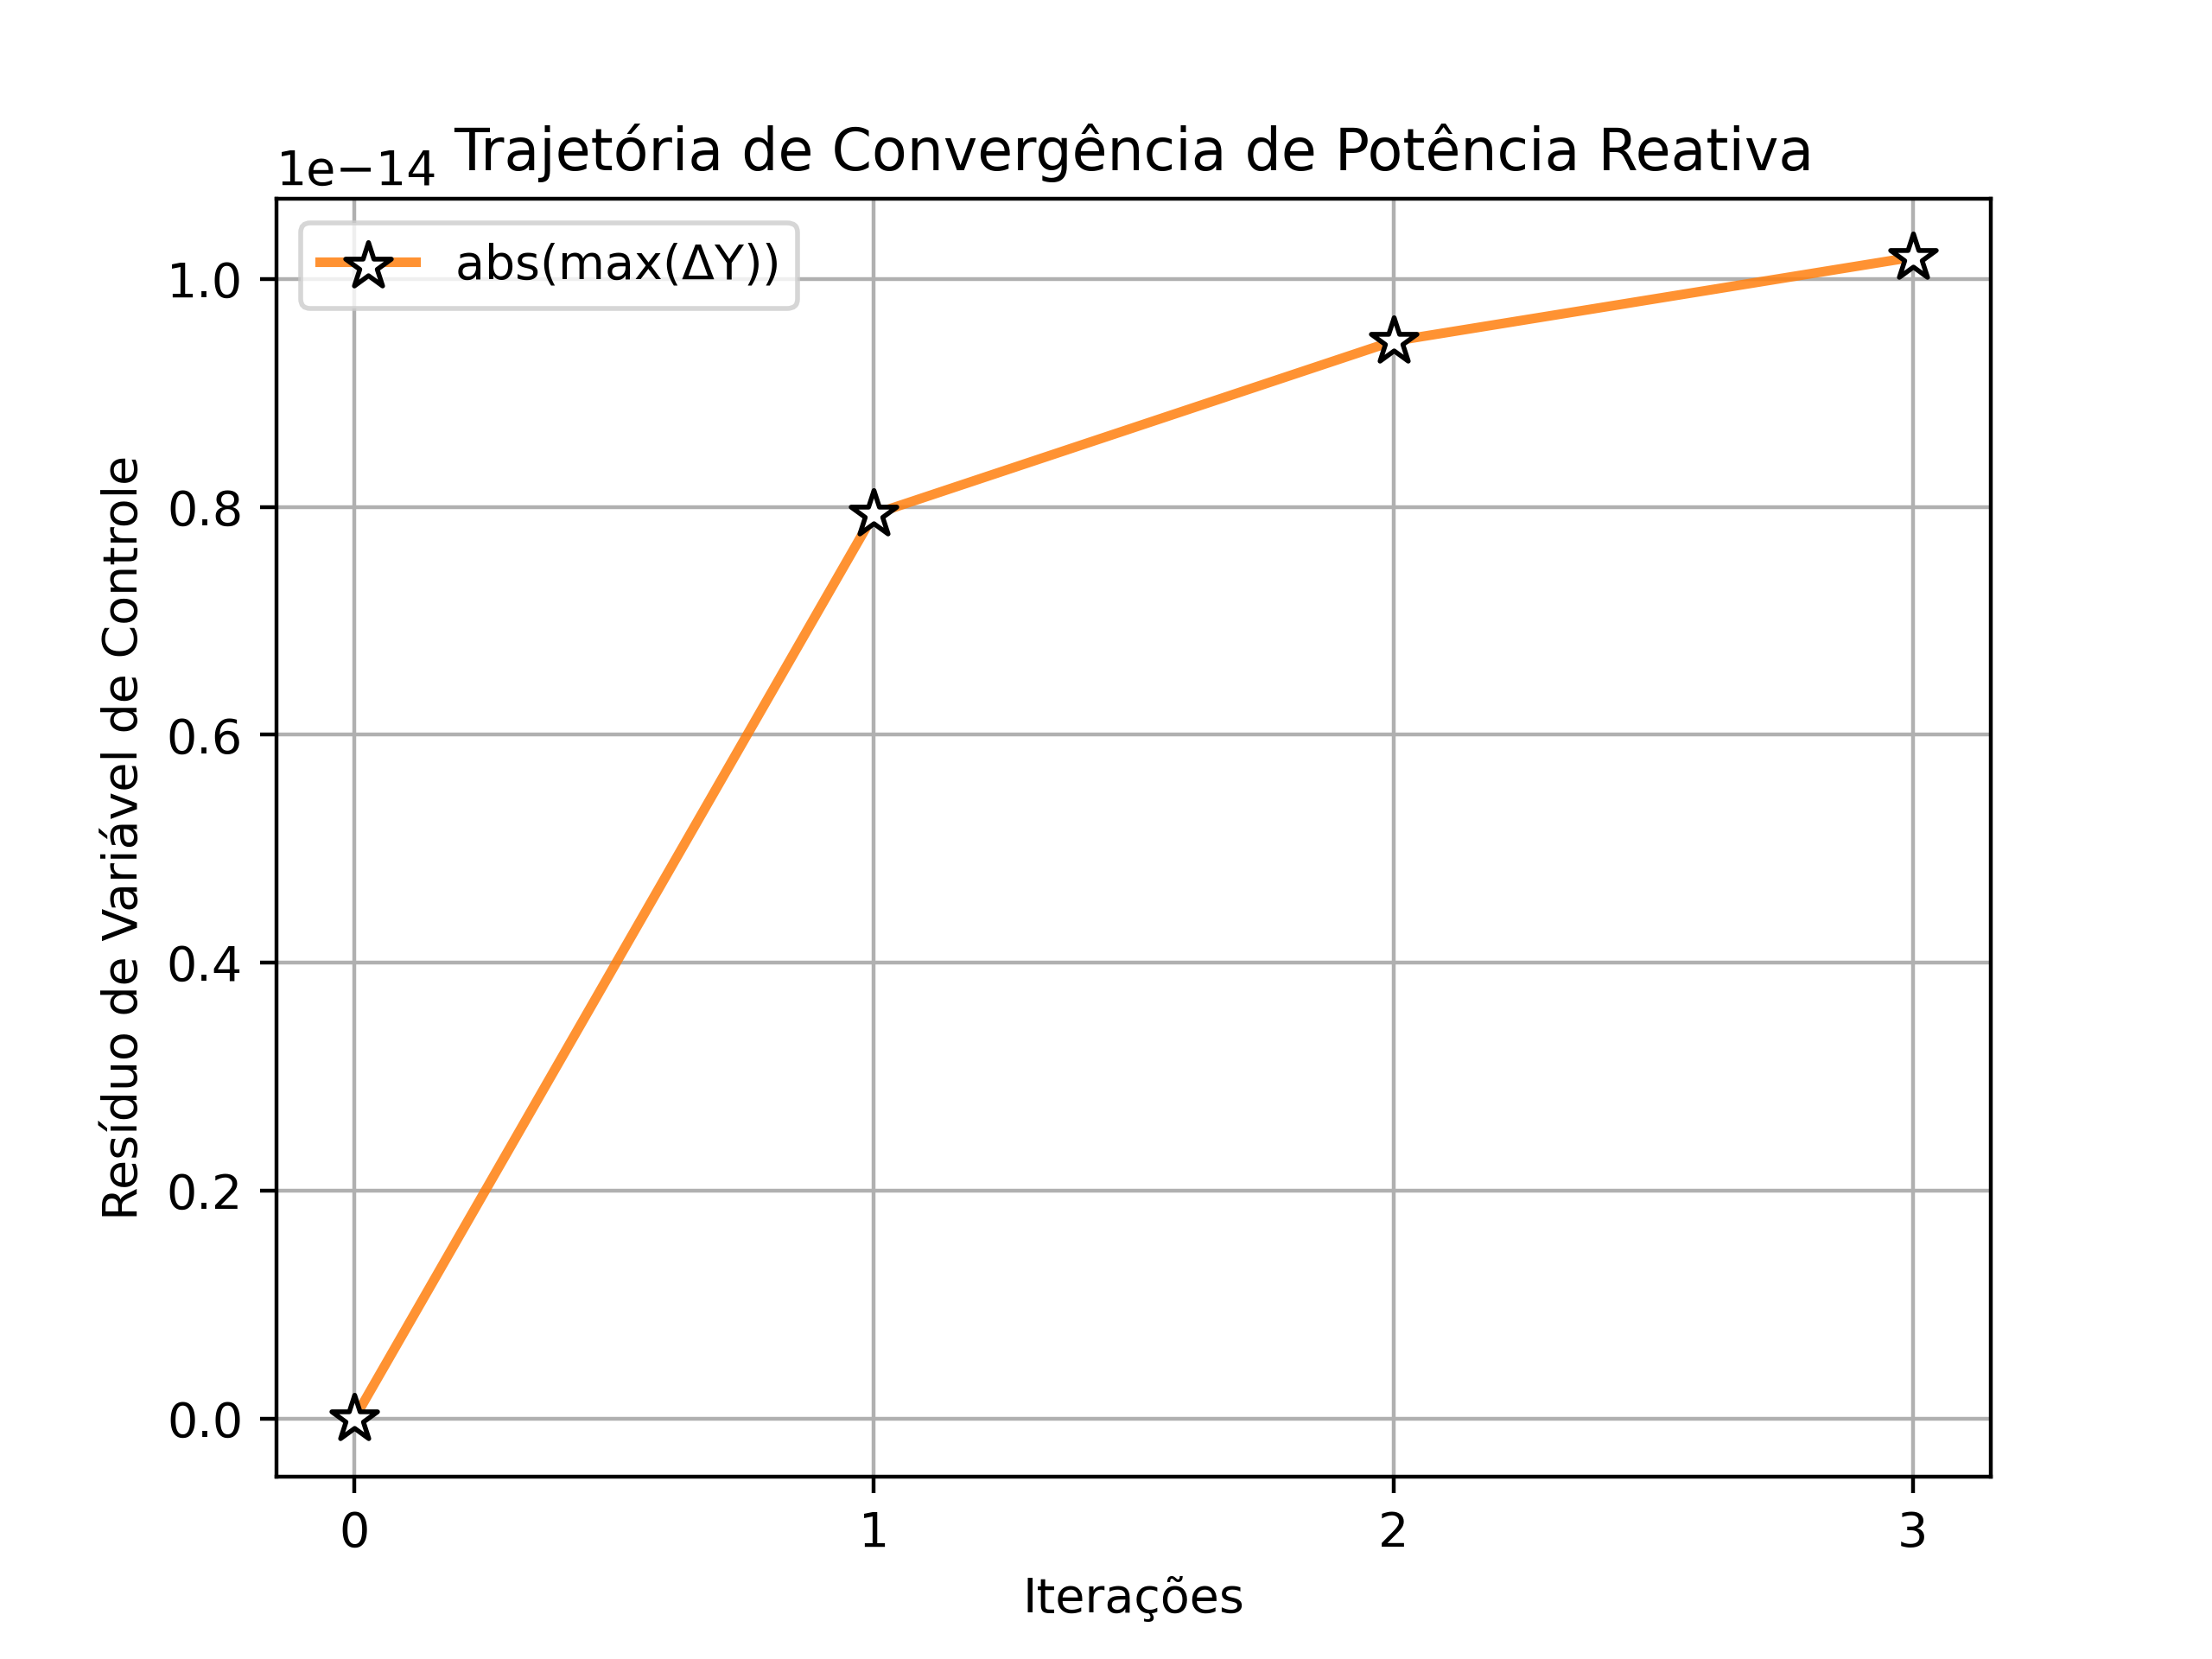 Trajetória de Convergência de Potência Reativa
1e−14
abs(max(ΔY))
1.0
0.8
0.6
0.4
0.2
0.0
Resíduo de Variável de Controle
0 1 2 3
Iterações